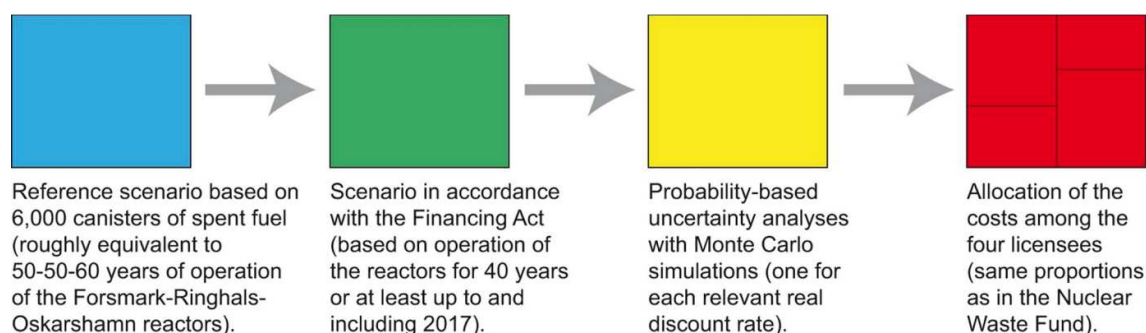 Reference scenario based on
6,000 canisters of spent fuel
(roughly equivalent to
50-50-60 years of operation
of the Forsmark-Ringhals-
Oskarshamn reactors).
Scenario in accordance
with the Financing Act
(based on operation of
the reactors for 40 years
or at least up to and
including 2017).
Probability-based
uncertainty analyses
with Monte Carlo
simulations (one for
each relevant real
discount rate).
Allocation of the
costs among the
four licensees
(same proportions
as in the Nuclear
Waste Fund).